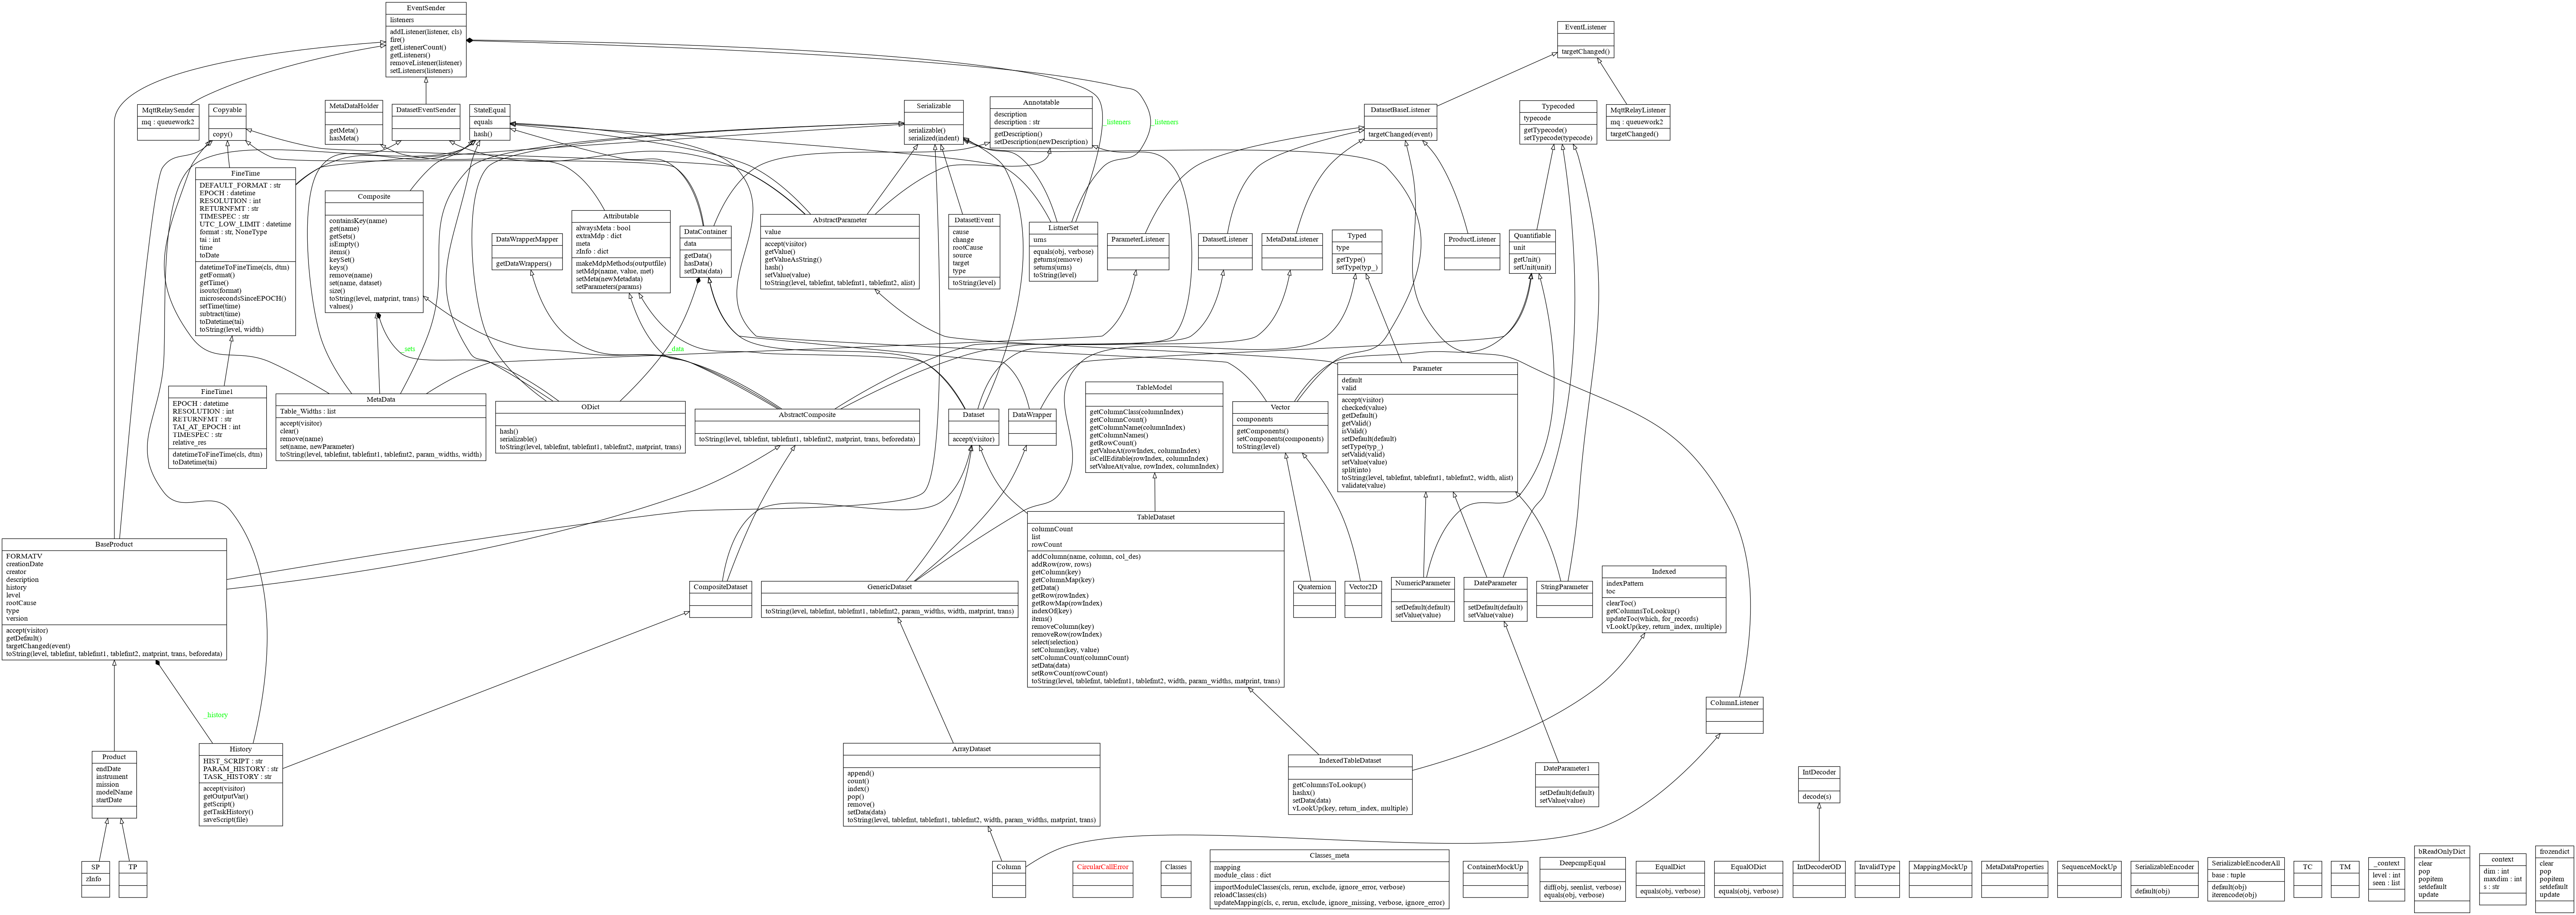 EventSender
listeners
addListener(listener, cls)
fire()
getListenerCount()
getListeners()
removeListener(listener)
setListeners(listeners)
EventListener
targetChanged()
MqttRelaySender
mq : queuework2
Copyable
copy()
MetaDataHolder
getMeta()
hasMeta()
DatasetEventSender
StateEqual
equals
hash()
Serializable
serializable()
serialized(indent)
Annotatable
description
description : str
getDescription()
setDescription(newDescription)
_listeners
_listeners
DatasetBaseListener
targetChanged(event)
Typecoded
typecode
getTypecode()
setTypecode(typecode)
MqttRelayListener
mq : queuework2
targetChanged()
FineTime
DEFAULT_FORMAT : str
EPOCH : datetime
RESOLUTION : int
RETURNFMT : str
TIMESPEC : str
UTC_LOW_LIMIT : datetime
format : str, NoneType
tai : int
time
toDate
datetimeToFineTime(cls, dtm)
getFormat()
getTime()
isoutc(format)
microsecondsSinceEPOCH()
setTime(time)
subtract(time)
toDatetime(tai)
toString(level, width)
Composite
containsKey(name)
get(name)
getSets()
isEmpty()
items()
keySet()
keys()
remove(name)
set(name, dataset)
size()
toString(level, matprint, trans)
values()
DataWrapperMapper
getDataWrappers()
Attributable
alwaysMeta : bool
extraMdp : dict
meta
zInfo : dict
makeMdpMethods(outputfile)
setMdp(name, value, met)
setMeta(newMetadata)
setParameters(params)
DataContainer
data
getData()
hasData()
setData(data)
AbstractParameter
value
accept(visitor)
getValue()
getValueAsString()
hash()
setValue(value)
toString(level, tablefmt, tablefmt1, tablefmt2, alist)
DatasetEvent
cause
change
rootCause
source
target
type
toString(level)
ListnerSet
urns
equals(obj, verbose)
geturns(remove)
seturns(urns)
toString(level)
ParameterListener
DatasetListener
MetaDataListener
Typed
type
getType()
setType(typ_)
ProductListener
Quantifiable
unit
getUnit()
setUnit(unit)
_sets
_data
FineTime1
EPOCH : datetime
RESOLUTION : int
RETURNFMT : str
TAI_AT_EPOCH : int
TIMESPEC : str
relative_res
datetimeToFineTime(cls, dtm)
toDatetime(tai)
MetaData
Table_Widths : list
accept(visitor)
clear()
remove(name)
set(name, newParameter)
toString(level, tablefmt, tablefmt1, tablefmt2, param_widths, width)
ODict
hash()
serializable()
toString(level, tablefmt, tablefmt1, tablefmt2, matprint, trans)
AbstractComposite
toString(level, tablefmt, tablefmt1, tablefmt2, matprint, trans, beforedata)
Dataset
accept(visitor)
DataWrapper
TableModel
getColumnClass(columnIndex)
getColumnCount()
getColumnName(columnIndex)
getColumnNames()
getRowCount()
getValueAt(rowIndex, columnIndex)
isCellEditable(rowIndex, columnIndex)
setValueAt(value, rowIndex, columnIndex)
Vector
components
getComponents()
setComponents(components)
toString(level)
Parameter
default
valid
accept(visitor)
checked(value)
getDefault()
getValid()
isValid()
setDefault(default)
setType(typ_)
setValid(valid)
setValue(value)
split(into)
toString(level, tablefmt, tablefmt1, tablefmt2, width, alist)
validate(value)
BaseProduct
FORMATV
creationDate
creator
description
history
level
rootCause
type
version
accept(visitor)
getDefault()
targetChanged(event)
toString(level, tablefmt, tablefmt1, tablefmt2, matprint, trans, beforedata)
CompositeDataset
GenericDataset
toString(level, tablefmt, tablefmt1, tablefmt2, param_widths, width, matprint, trans)
TableDataset
columnCount
list
rowCount
addColumn(name, column, col_des)
addRow(row, rows)
getColumn(key)
getColumnMap(key)
getData()
getRow(rowIndex)
getRowMap(rowIndex)
indexOf(key)
items()
removeColumn(key)
removeRow(rowIndex)
select(selection)
setColumn(key, value)
setColumnCount(columnCount)
setData(data)
setRowCount(rowCount)
toString(level, tablefmt, tablefmt1, tablefmt2, width, param_widths, matprint, trans)
Quaternion
Vector2D
NumericParameter
setDefault(default)
setValue(value)
DateParameter
setDefault(default)
setValue(value)
StringParameter
Indexed
indexPattern
toc
clearToc()
getColumnsToLookup()
updateToc(which, for_records)
vLookUp(key, return_index, multiple)
_history
Product
endDate
instrument
mission
modelName
startDate
History
HIST_SCRIPT : str
PARAM_HISTORY : str
TASK_HISTORY : str
accept(visitor)
getOutputVar()
getScript()
getTaskHistory()
saveScript(file)
ArrayDataset
append()
count()
index()
pop()
remove()
setData(data)
toString(level, tablefmt, tablefmt1, tablefmt2, width, param_widths, matprint, trans)
IndexedTableDataset
getColumnsToLookup()
hashx()
setData(data)
vLookUp(key, return_index, multiple)
DateParameter1
setDefault(default)
setValue(value)
ColumnListener
IntDecoder
decode(s)
SP
zInfo
TP
Column
CircularCallError
Classes
Classes_meta
mapping
module_class : dict
importModuleClasses(cls, rerun, exclude, ignore_error, verbose)
reloadClasses(cls)
updateMapping(cls, c, rerun, exclude, ignore_missing, verbose, ignore_error)
ContainerMockUp
DeepcmpEqual
diff(obj, seenlist, verbose)
equals(obj, verbose)
EqualDict
equals(obj, verbose)
EqualODict
equals(obj, verbose)
IntDecoderOD
InvalidType
MappingMockUp
MetaDataProperties
SequenceMockUp
SerializableEncoder
default(obj)
SerializableEncoderAll
base : tuple
default(obj)
iterencode(obj)
TC
TM
_context
level : int
seen : list
bReadOnlyDict
clear
pop
popitem
setdefault
update
context
dim : int
maxdim : int
s : str
frozendict
clear
pop
popitem
setdefault
update